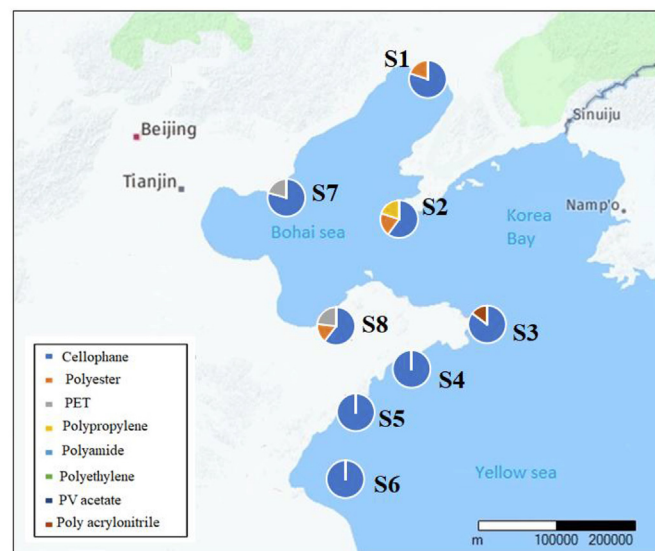 S1
Sinuiju
Beijing
Tianjin
S7
S2
Korea
Bay
Namp'o
Bohai sea
S8
S3
S4
S5
S6
Yellow sea
Cellophane
Polyester
PET
Polypropylene
Polyamide
Polyethylene
PV acetate
Poly acrylonitrile
m 100000 200000